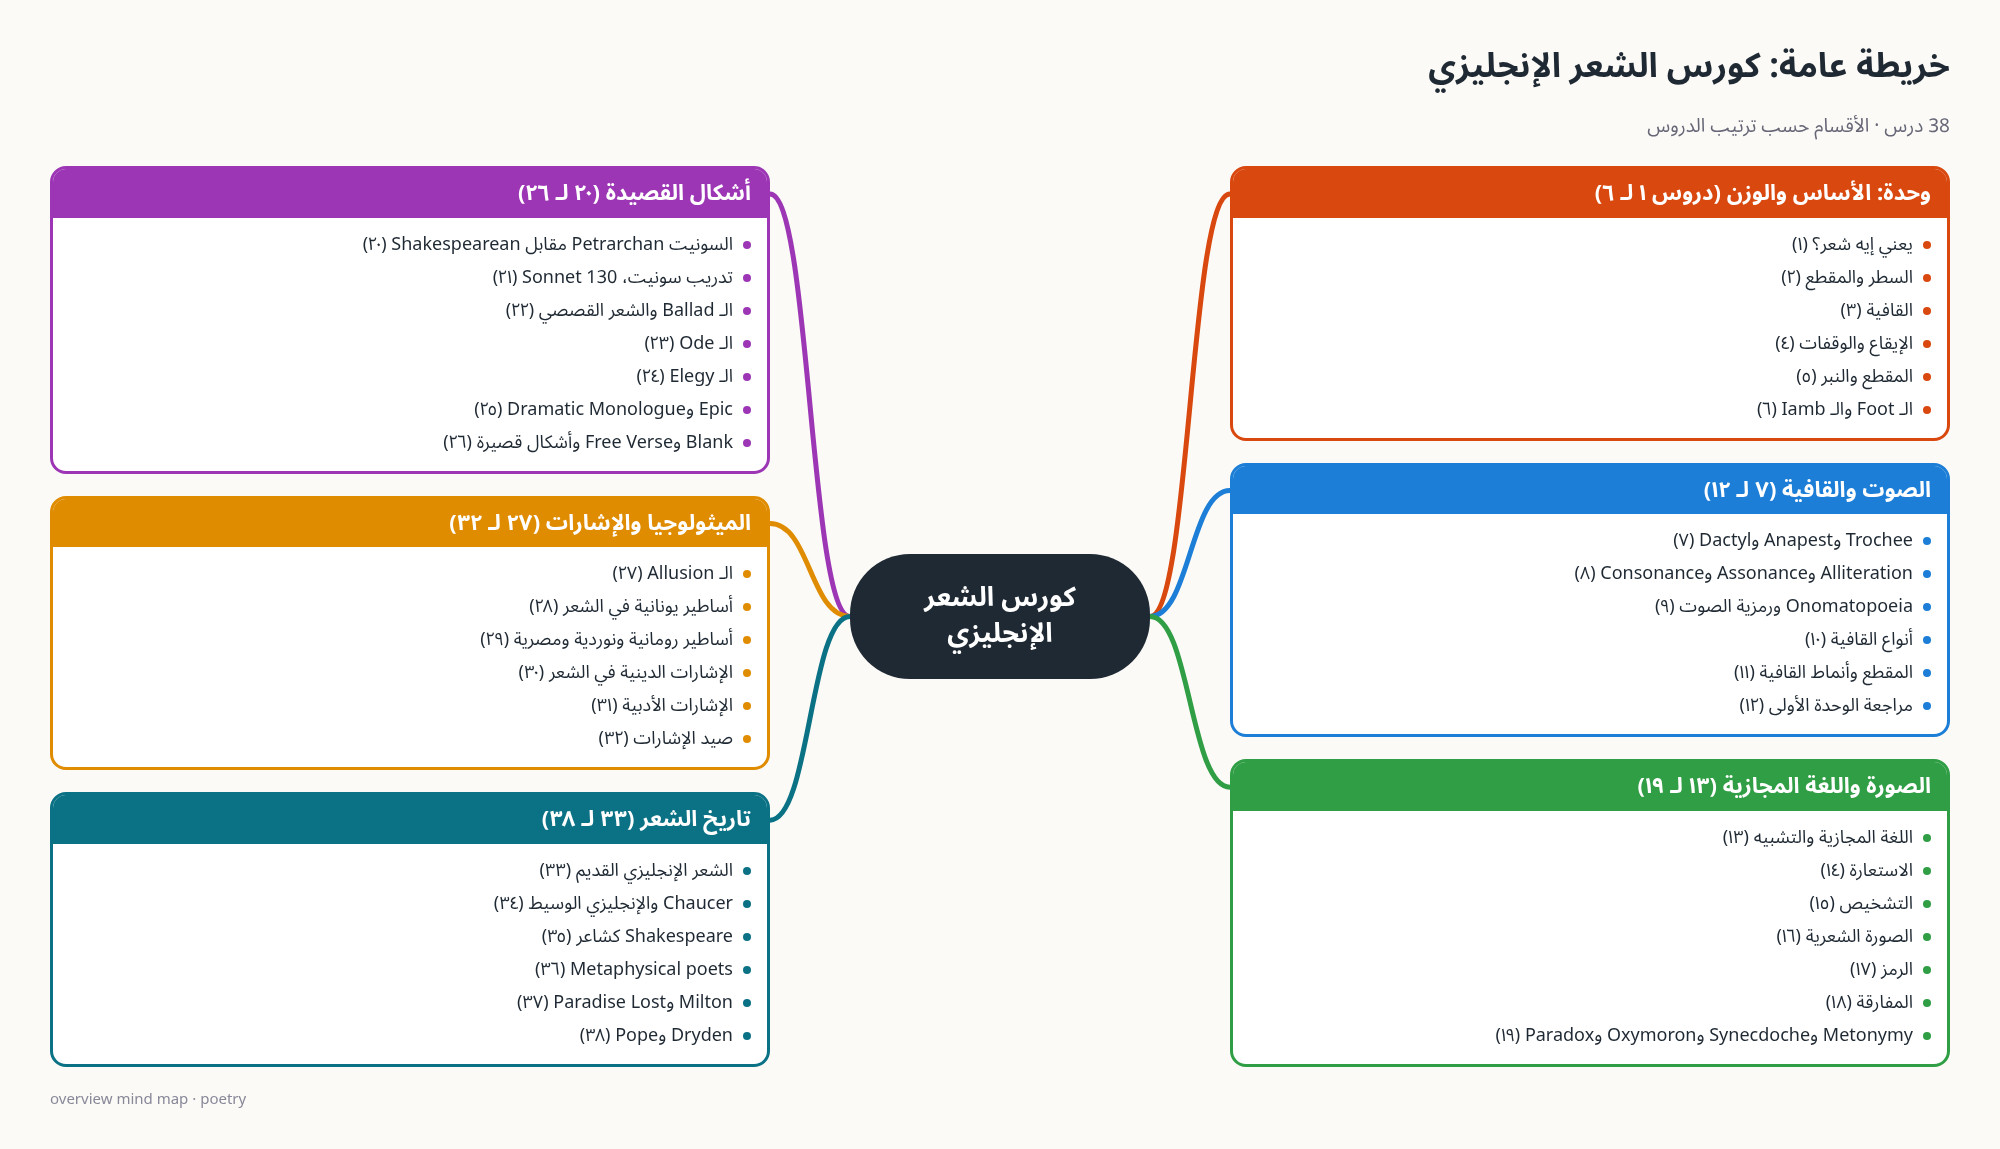 خريطة عامة: كورس الشعر الإنجليزي
38 درس · الأقسام حسب ترتيب الدروس
وحدة: الأساس والوزن (دروس ١ لـ ٦)
يعني إيه شعر؟ (١)
السطر والمقطع (٢)
القافية (٣)
الإيقاع والوقفات (٤)
المقطع والنبر (٥)
الـ Foot والـ Iamb (٦)
الصوت والقافية (٧ لـ ١٢)
Trochee وAnapest وDactyl (٧)
Alliteration وAssonance وConsonance (٨)
Onomatopoeia ورمزية الصوت (٩)
أنواع القافية (١٠)
المقطع وأنماط القافية (١١)
مراجعة الوحدة الأولى (١٢)
الصورة واللغة المجازية (١٣ لـ ١٩)
اللغة المجازية والتشبيه (١٣)
الاستعارة (١٤)
التشخيص (١٥)
الصورة الشعرية (١٦)
الرمز (١٧)
المفارقة (١٨)
Metonymy وSynecdoche وOxymoron وParadox (١٩)
كورس الشعر
الإنجليزي
أشكال القصيدة (٢٠ لـ ٢٦)
السونيت Petrarchan مقابل Shakespearean (٢٠)
تدريب سونيت، Sonnet 130 (٢١)
الـ Ballad والشعر القصصي (٢٢)
الـ Ode (٢٣)
الـ Elegy (٢٤)
Epic وDramatic Monologue (٢٥)
Blank وFree Verse وأشكال قصيرة (٢٦)
الميثولوجيا والإشارات (٢٧ لـ ٣٢)
الـ Allusion (٢٧)
أساطير يونانية في الشعر (٢٨)
أساطير رومانية ونوردية ومصرية (٢٩)
الإشارات الدينية في الشعر (٣٠)
الإشارات الأدبية (٣١)
صيد الإشارات (٣٢)
تاريخ الشعر (٣٣ لـ ٣٨)
الشعر الإنجليزي القديم (٣٣)
Chaucer والإنجليزي الوسيط (٣٤)
Shakespeare كشاعر (٣٥)
Metaphysical poets (٣٦)
Milton وParadise Lost (٣٧)
Dryden وPope (٣٨)
overview mind map · poetry